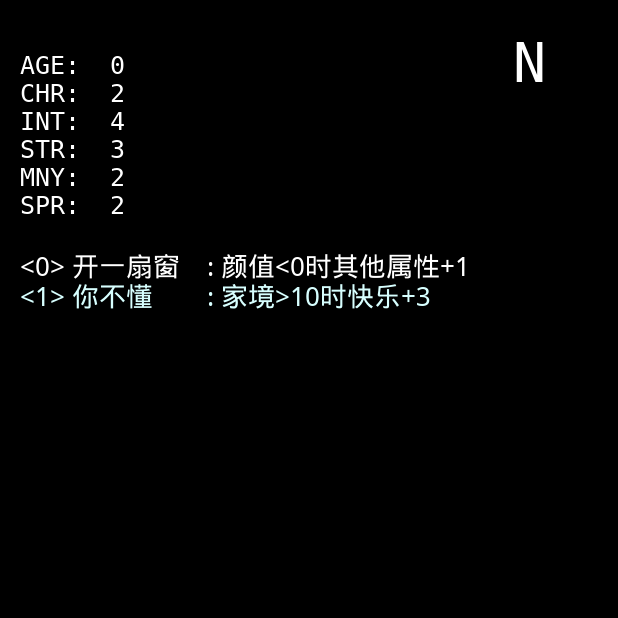 N
AGE: 0
CHR: 2
INT: 4
STR: 3
MNY: 2
SPR: 2
<0> 开一扇窗 : 颜值<0时其他属性+1
<1> 你不懂 : 家境>10时快乐+3